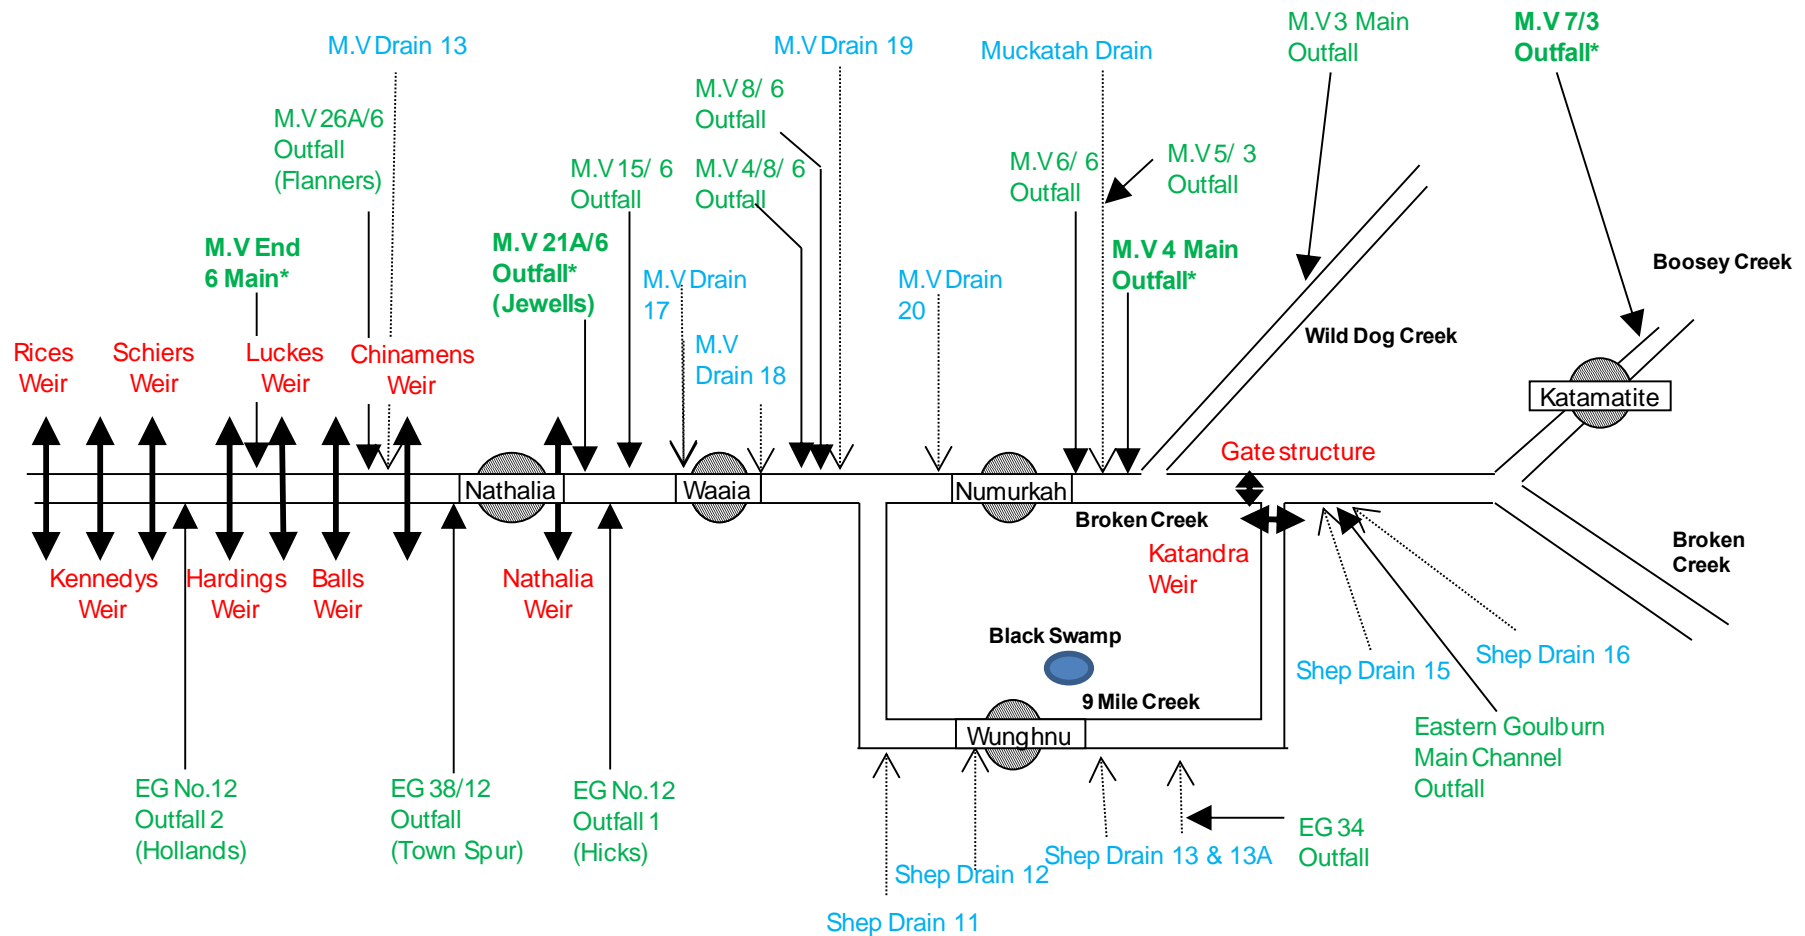 M.V Drain 13
M.V 26A/6
Outfall
(Flanners)
M.V End
6 Main*
M.V 15/ 6
Outfall
M.V 21A/6
Outfall*
(Jewells)
M.V Drain
17
M.V
Drain 18
M.V 8/ 6
Outfall
M.V 4/8/ 6
Outfall
M.V Drain 19
M.V Drain
20
Muckatah Drain
M.V 6/ 6
Outfall
M.V 5/ 3
Outfall
M.V 4 Main
Outfall*
M.V 3 Main
Outfall
M.V 7/3
Outfall*
Boosey Creek
Wild Dog Creek
Katamatite
Rices
Weir
Schiers
Weir
Luckes
Weir
Chinamens
Weir
Gate structure
Nathalia
Waaia
Numurkah
Broken Creek
Broken
Creek
Kennedys
Weir
Hardings
Weir
Balls
Weir
Nathalia
Weir
Katandra
Weir
Black Swamp
9 Mile Creek
Wunghnu
Shep Drain 15
Shep Drain 16
Eastern Goulburn
Main Channel
Outfall
EG No.12
Outfall 2
(Hollands)
EG 38/12
Outfall
(Town Spur)
EG No.12
Outfall 1
(Hicks)
Shep Drain 11
Shep Drain 12
Shep Drain 13 & 13A
EG 34
Outfall